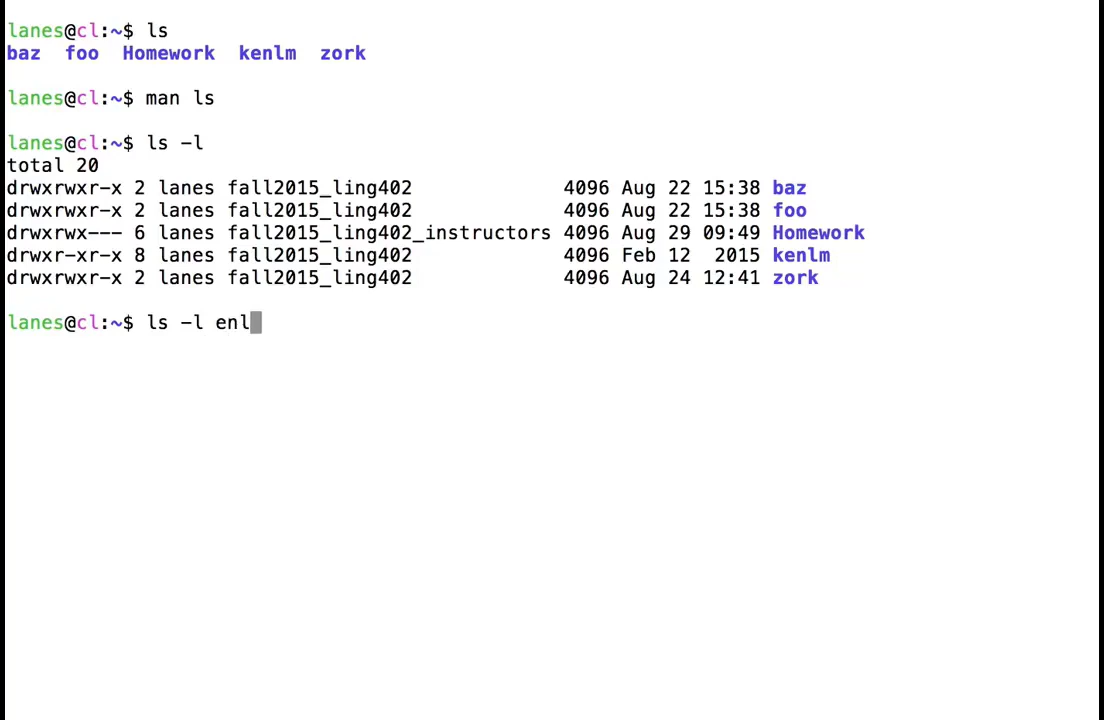 lanes@cl:~$ ls
baz  foo  Homework  kenlm  zork
lanes@cl:~$ man ls
lanes@cl:~$ ls -l
total 20
drwxrwxr-x 2 lanes fall2015_ling402             4096 Aug 22 15:38 baz
drwxrwxr-x 2 lanes fall2015_ling402             4096 Aug 22 15:38 foo
drwxrwx--- 6 lanes fall2015_ling402_instructors 4096 Aug 29 09:49 Homework
drwxr-xr-x 8 lanes fall2015_ling402             4096 Feb 12  2015 kenlm
drwxrwxr-x 2 lanes fall2015_ling402             4096 Aug 24 12:41 zork
lanes@cl:~$ ls -l enl